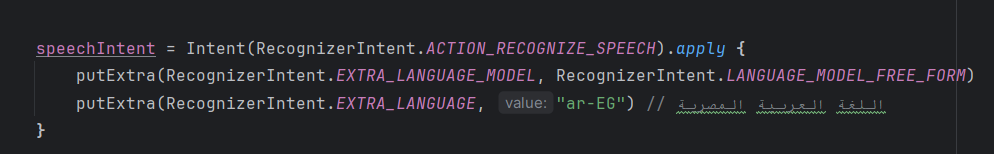 speechIntent = Intent(RecognizerIntent.ACTION_RECOGNIZE_SPEECH).apply {
putExtra(RecognizerIntent.EXTRA_LANGUAGE_MODEL, RecognizerIntent.LANGUAGE_MODEL_FREE_FORM)
putExtra(RecognizerIntent.EXTRA_LANGUAGE, value: "ar-EG") // اللغة العربية المصرية
}